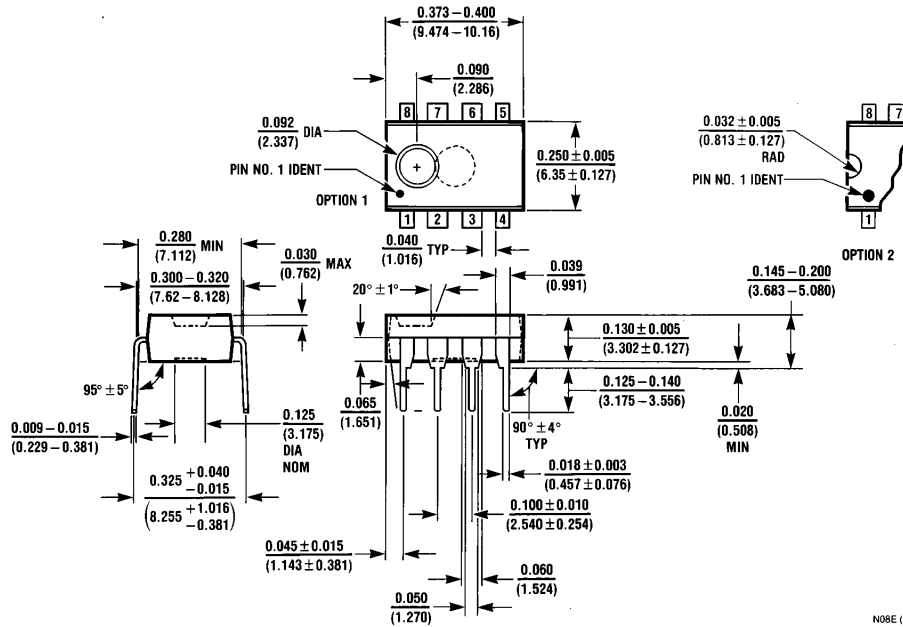 0.373 – 0.400
(9.474 – 10.16)
0.090
(2.286)
8 7 6 5
0.092 DIA
(2.337)
PIN NO. 1 IDENT
OPTION 1
1 2 3 4
0.250 ± 0.005
(6.35 ± 0.127)
0.032 ± 0.005
(0.813 ± 0.127)
RAD
PIN NO. 1 IDENT
8 7
1
OPTION 2
0.280 MIN
(7.112)
0.300 – 0.320
(7.62 – 8.128)
0.030 MAX
(0.762)
0.040 TYP
(1.016)
0.039
(0.991)
20° ± 1°
0.145 – 0.200
(3.683 – 5.080)
0.130 ± 0.005
(3.302 ± 0.127)
0.125 – 0.140
(3.175 – 3.556)
0.020
(0.508)
MIN
95° ± 5°
0.065
(1.651)
90° ± 4°
TYP
0.009 – 0.015
(0.229 – 0.381)
0.125
(3.175)
DIA
NOM
0.018 ± 0.003
(0.457 ± 0.076)
0.325 +0.040 -0.015
(8.255 +1.016 -0.381)
0.100 ± 0.010
(2.540 ± 0.254)
0.045 ± 0.015
(1.143 ± 0.381)
0.060
(1.524)
0.050
(1.270)
N08E (